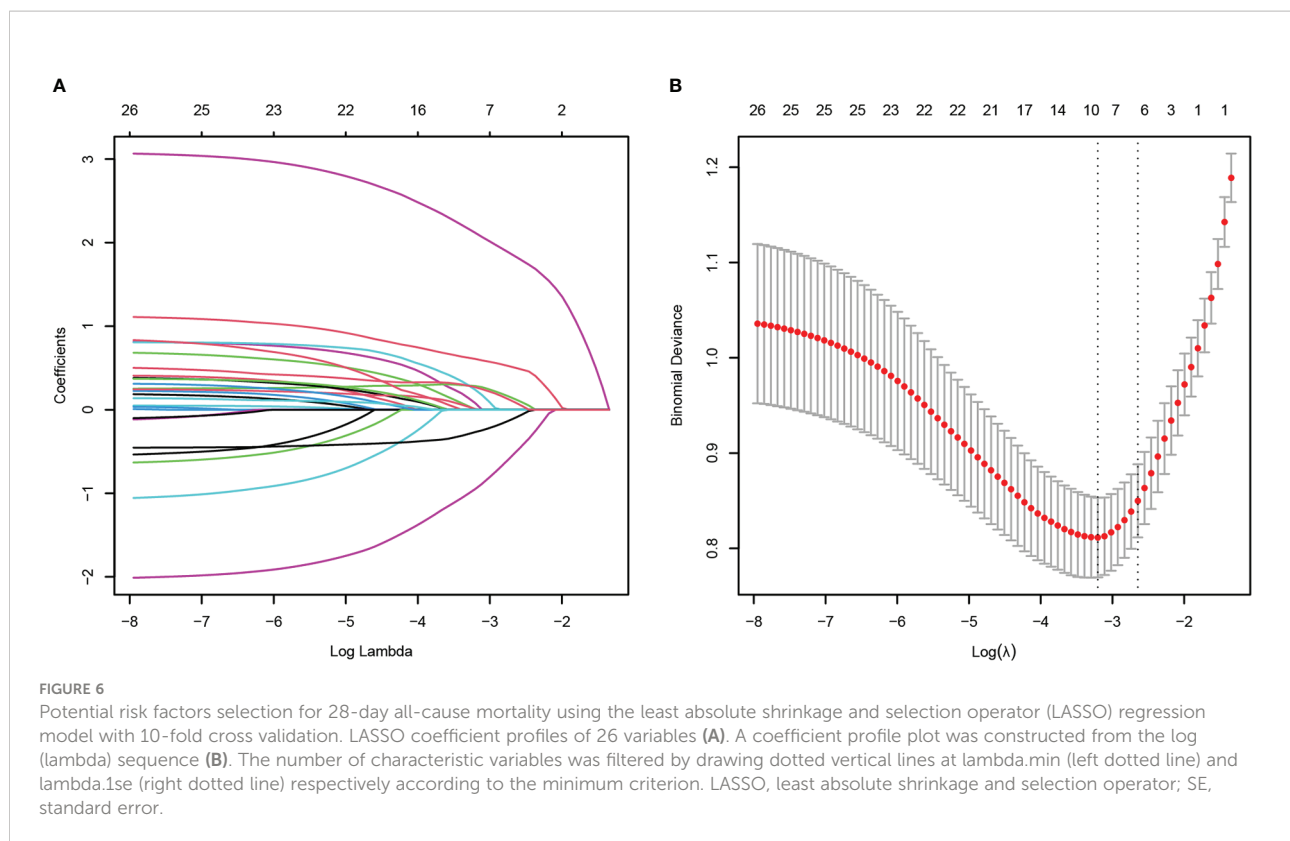 A
26 25 23 22 16 7 2
3
2
1
0
−1
−2
Coefficients
−8 −7 −6 −5 −4 −3 −2
Log Lambda
B
26 25 25 25 25 23 22 22 21 17 14 10 7 6 3 1 1
1.2
1.1
1.0
0.9
0.8
Binomial Deviance
−8 −7 −6 −5 −4 −3 −2
Log(λ)
FIGURE 6
Potential risk factors selection for 28-day all-cause mortality using the least absolute shrinkage and selection operator (LASSO) regression
model with 10-fold cross validation. LASSO coefficient profiles of 26 variables (A). A coefficient profile plot was constructed from the log
(lambda) sequence (B). The number of characteristic variables was filtered by drawing dotted vertical lines at lambda.min (left dotted line) and
lambda.1se (right dotted line) respectively according to the minimum criterion. LASSO, least absolute shrinkage and selection operator; SE,
standard error.